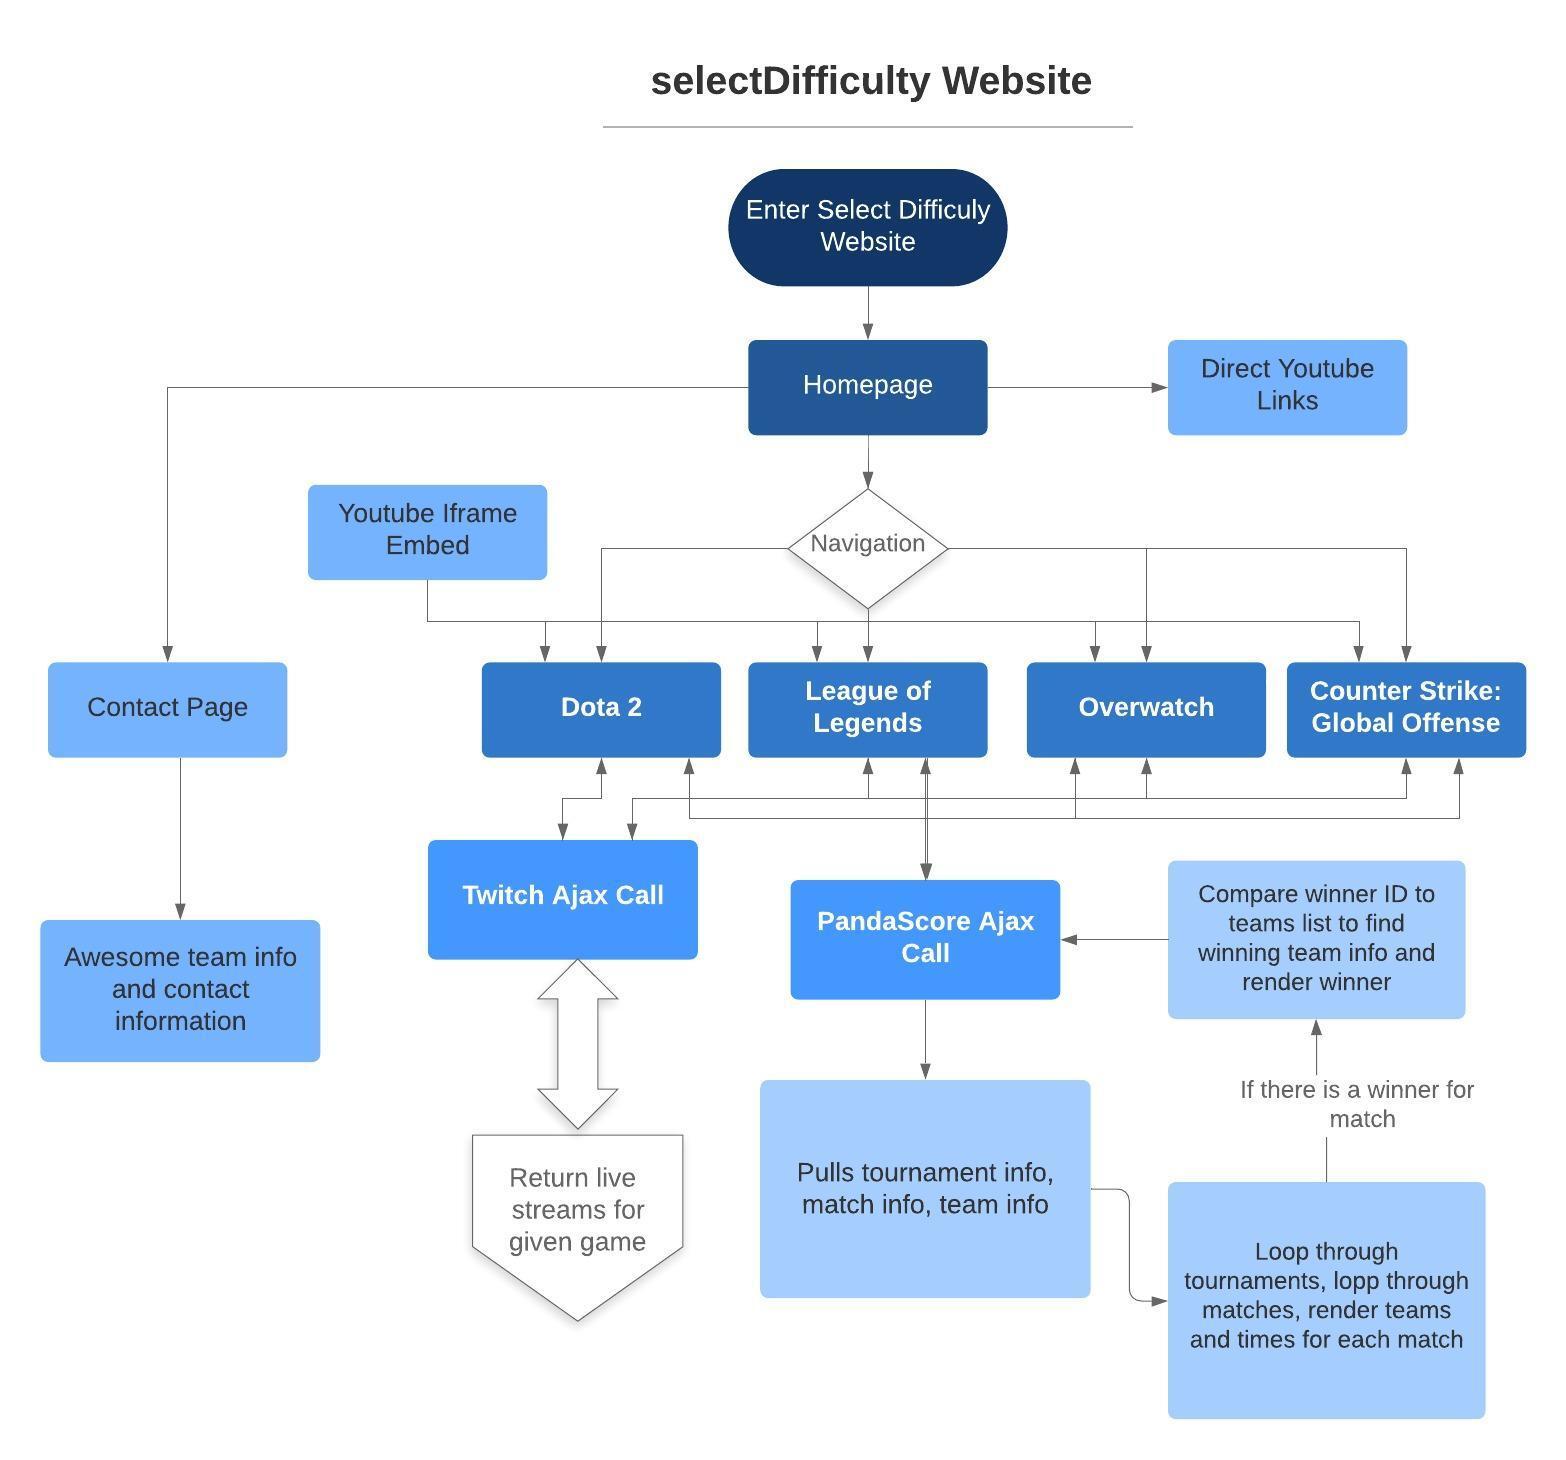 selectDifficulty Website
Enter Select Difficuly
Website
Homepage
Direct Youtube
Links
Youtube Iframe
Embed
Navigation
Contact Page
Dota 2
League of
Legends
Overwatch
Counter Strike:
Global Offense
Twitch Ajax Call
PandaScore Ajax
Call
Compare winner ID to
teams list to find
winning team info and
render winner
Awesome team info
and contact
information
If there is a winner for
match
Return live
streams for
given game
Pulls tournament info,
match info, team info
Loop through
tournaments, lopp through
matches, render teams
and times for each match